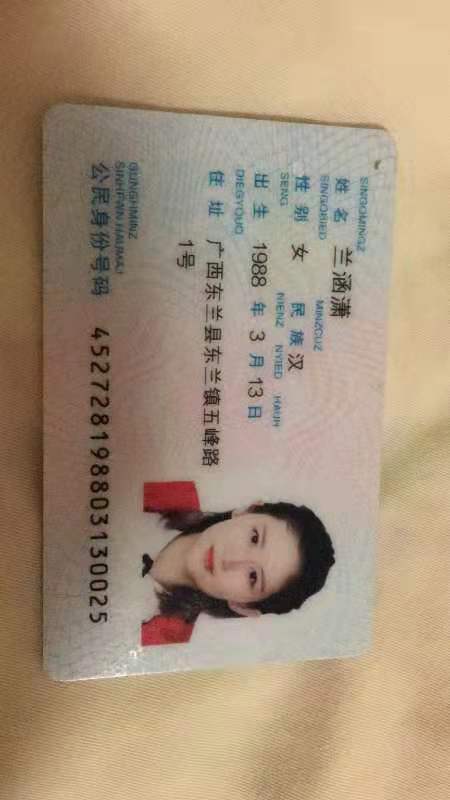 SINGQMINGZ
姓名 兰涵潇
SINGQBIED MINZCUZ
性别 女 民族 汉
SENG NIENZ NYIED HAUH
出生 1988 年 3 月 13 日
DIEGYOUQ
住址 广西东兰县东兰镇五峰路
1号
GUNGHMINZ
SINHFWN HAUMAJ
公民身份号码 452728198803130025